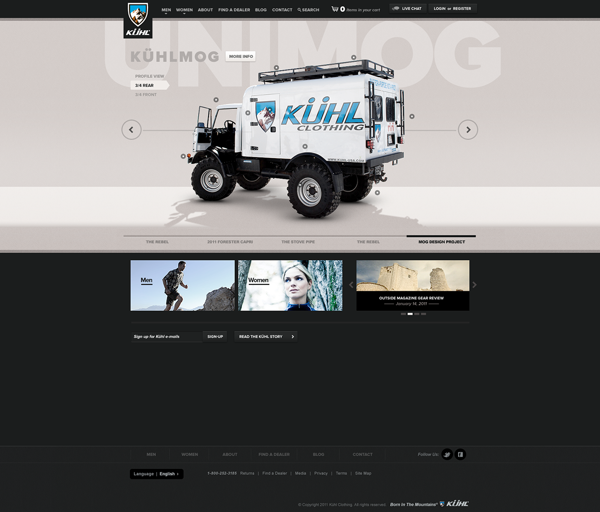 MEN WOMEN ABOUT FIND A DEALER BLOG CONTACT SEARCH 0 items in your cart LIVE CHAT LOGIN or REGISTER
KÜHL
UNIMOG
KÜHLMOG MORE INFO
PROFILE VIEW
3/4 REAR
3/4 FRONT
KÜHL
CLOTHING
WWW.KUHL-USA.COM
THE REBEL 2011 FORESTER CAPRI THE STOVE PIPE THE REBEL MOG DESIGN PROJECT
Men
Women
OUTSIDE MAGAZINE GEAR REVIEW
January 14, 2011
Sign up for Kühl e-mails SIGN-UP READ THE KÜHL STORY
MEN WOMEN ABOUT FIND A DEALER BLOG CONTACT Follow Us
Language | English
Returns | Find a Dealer | Media | Privacy | Terms | Site Map
© Copyright 2011 Kühl Clothing. All rights reserved. Born In The Mountains KÜHL